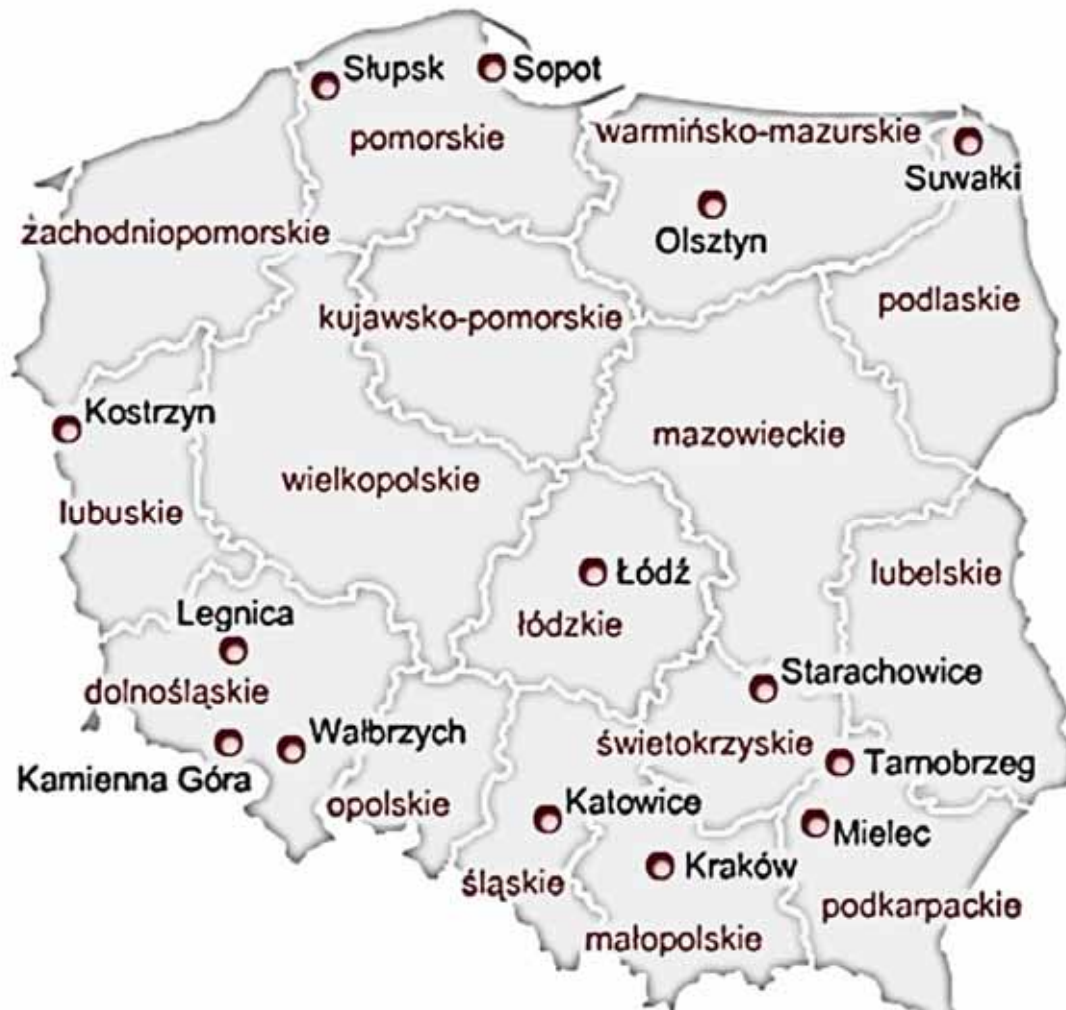 Słupsk
Sopot
pomorskie
warmińsko-mazurskie
Suwałki
Olsztyn
zachodniopomorskie
kujawsko-pomorskie
podlaskie
Kostrzyn
mazowieckie
wielkopolskie
lubuskie
Łódź
lubelskie
Legnica
łódzkie
dolnośląskie
Starachowice
Wałbrzych
świetokrzyskie
Tarnobrzeg
Kamienna Góra
opolskie
Katowice
Mielec
Kraków
śląskie
podkarpackie
małopolskie